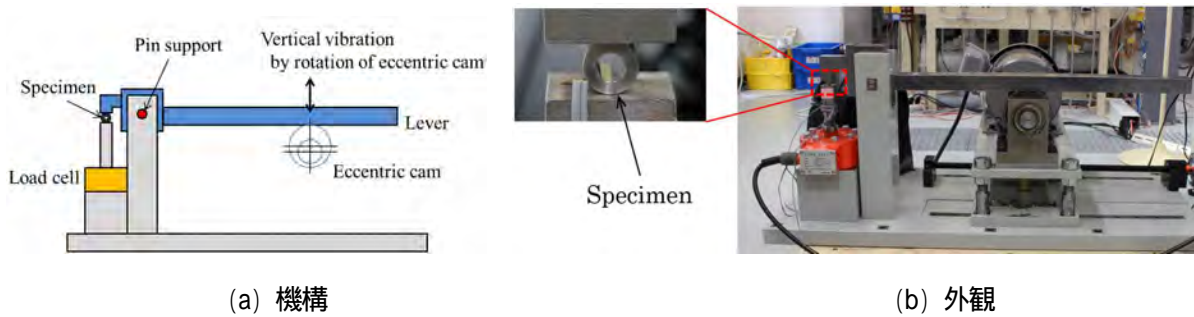 Pin support
Vertical vibration
by rotation of eccentric cam
Specimen
Lever
Eccentric cam
Load cell
Specimen
(a) 機構
(b) 外観